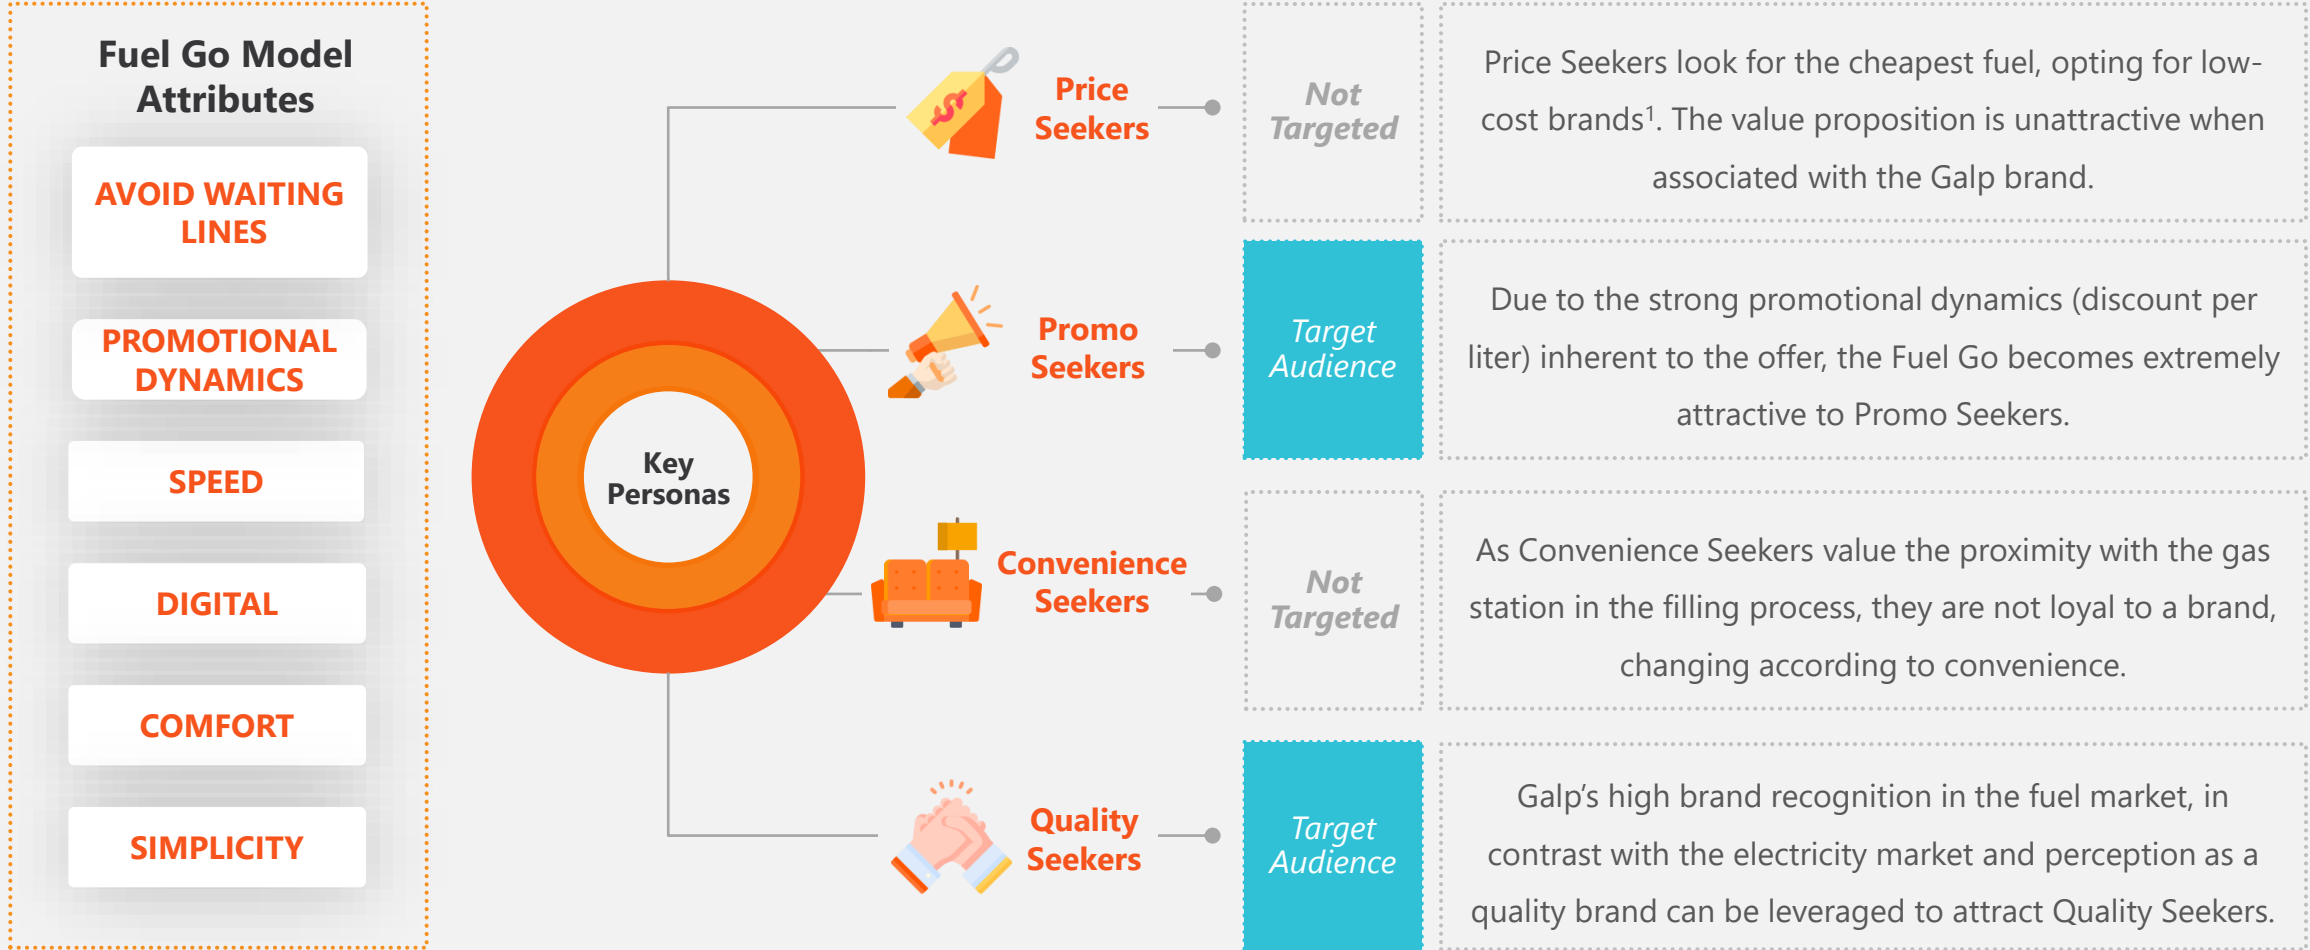 Fuel Go Model
Attributes
AVOID WAITING
LINES
PROMOTIONAL
DYNAMICS
SPEED
DIGITAL
COMFORT
SIMPLICITY
Key
Personas
Price
Seekers
Not
Targeted
Price Seekers look for the cheapest fuel, opting for low-
cost brands¹. The value proposition is unattractive when
associated with the Galp brand.
Promo
Seekers
Target
Audience
Due to the strong promotional dynamics (discount per
liter) inherent to the offer, the Fuel Go becomes extremely
attractive to Promo Seekers.
Convenience
Seekers
Not
Targeted
As Convenience Seekers value the proximity with the gas
station in the filling process, they are not loyal to a brand,
changing according to convenience.
Quality
Seekers
Target
Audience
Galp’s high brand recognition in the fuel market, in
contrast with the electricity market and perception as a
quality brand can be leveraged to attract Quality Seekers.